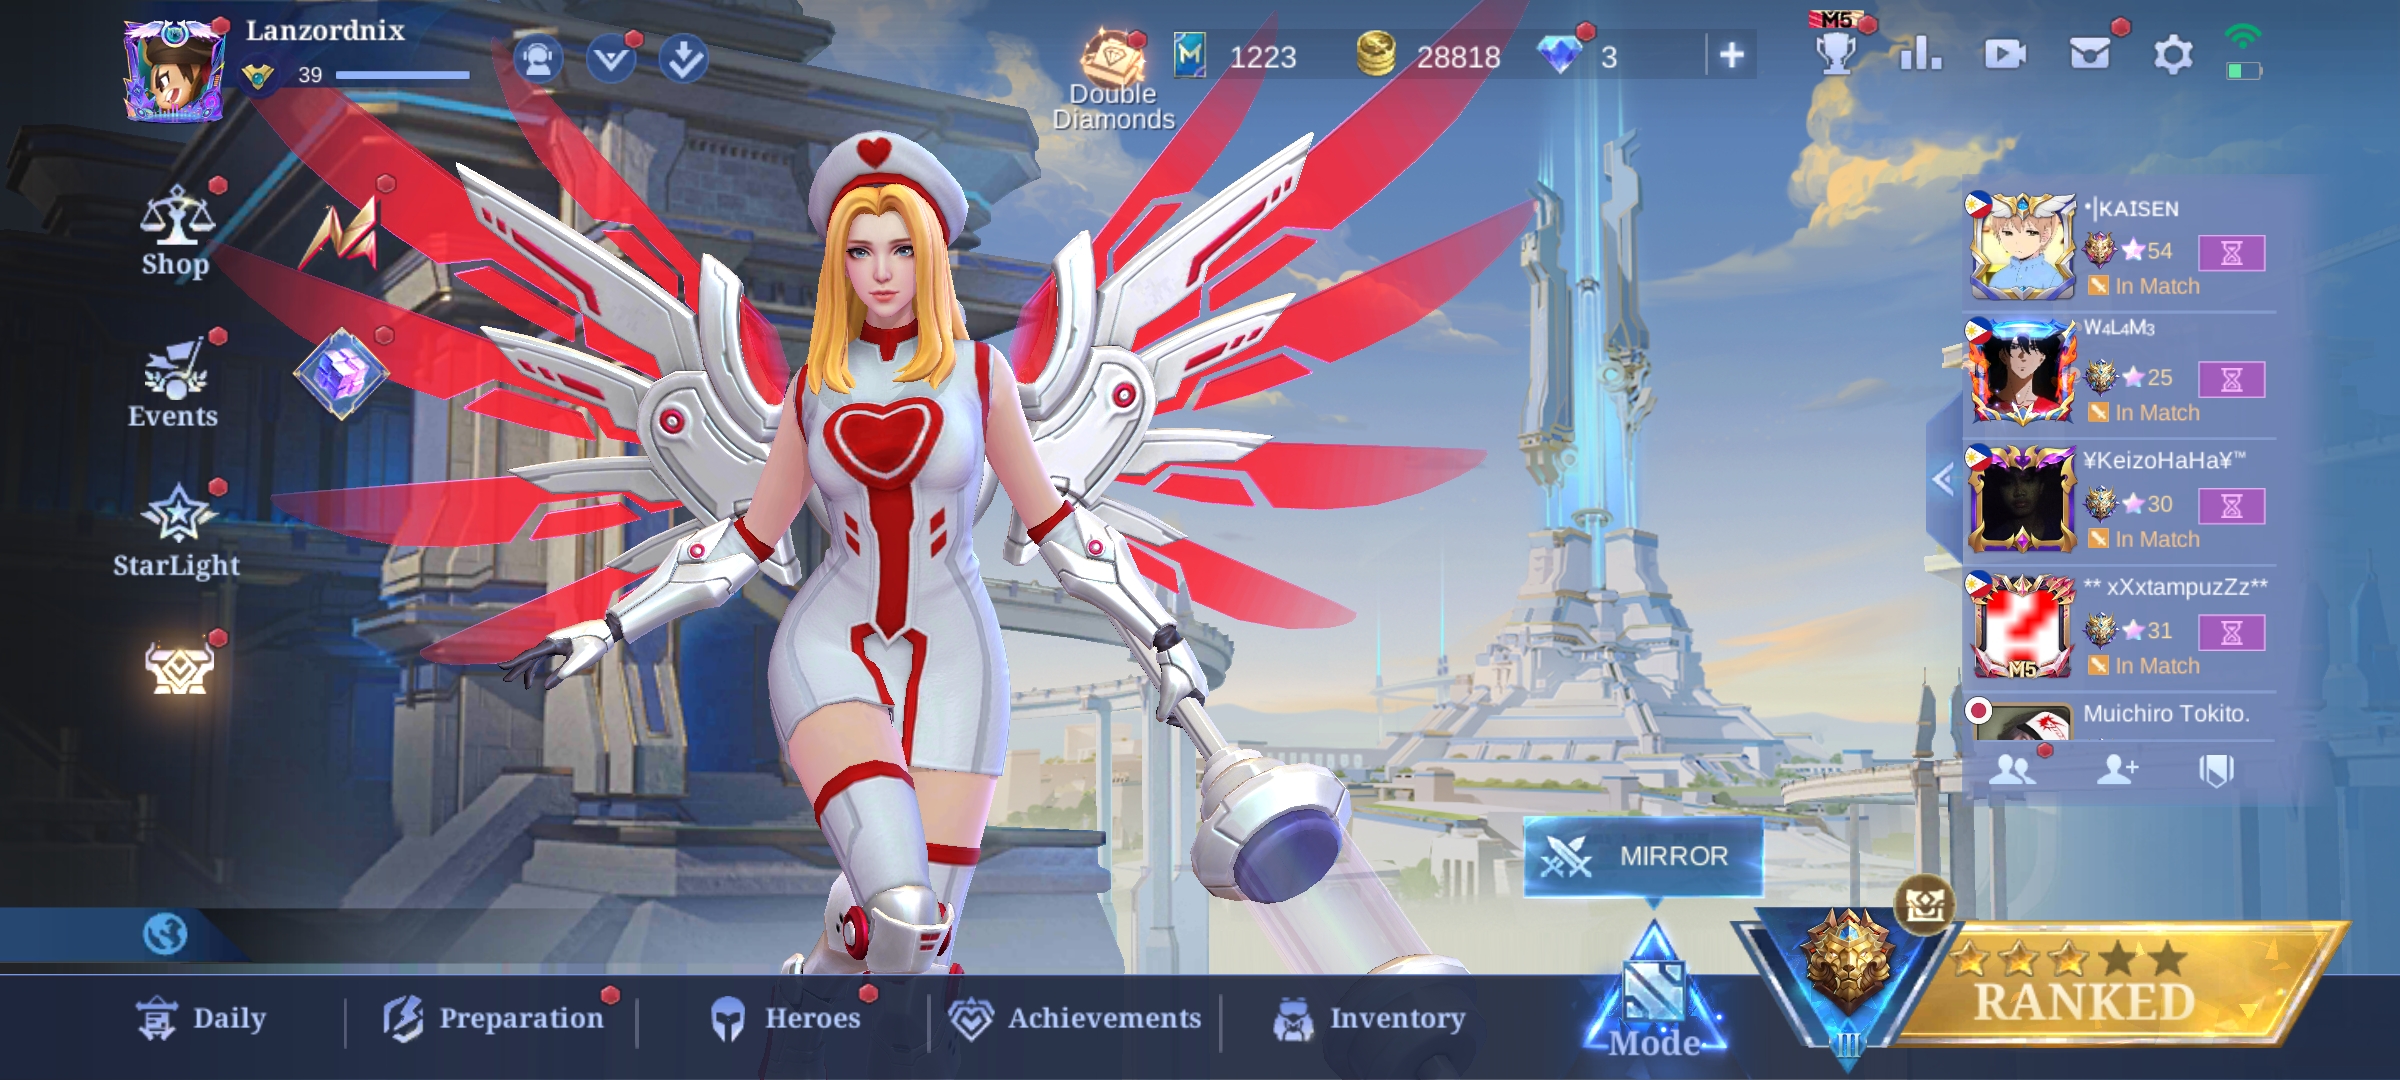 Lanzordnix
39
Double
Diamonds
1223
28818
3
M5
Shop
Events
StarLight
•|KAISEN
54
In Match
W4L4M3
25
In Match
¥KeizoHaHa¥™
30
In Match
** xXxtampuzZz**
31
In Match
M5
Muichiro Tokito.
MIRROR
Daily
Preparation
Heroes
Achievements
Inventory
Mode
III
RANKED